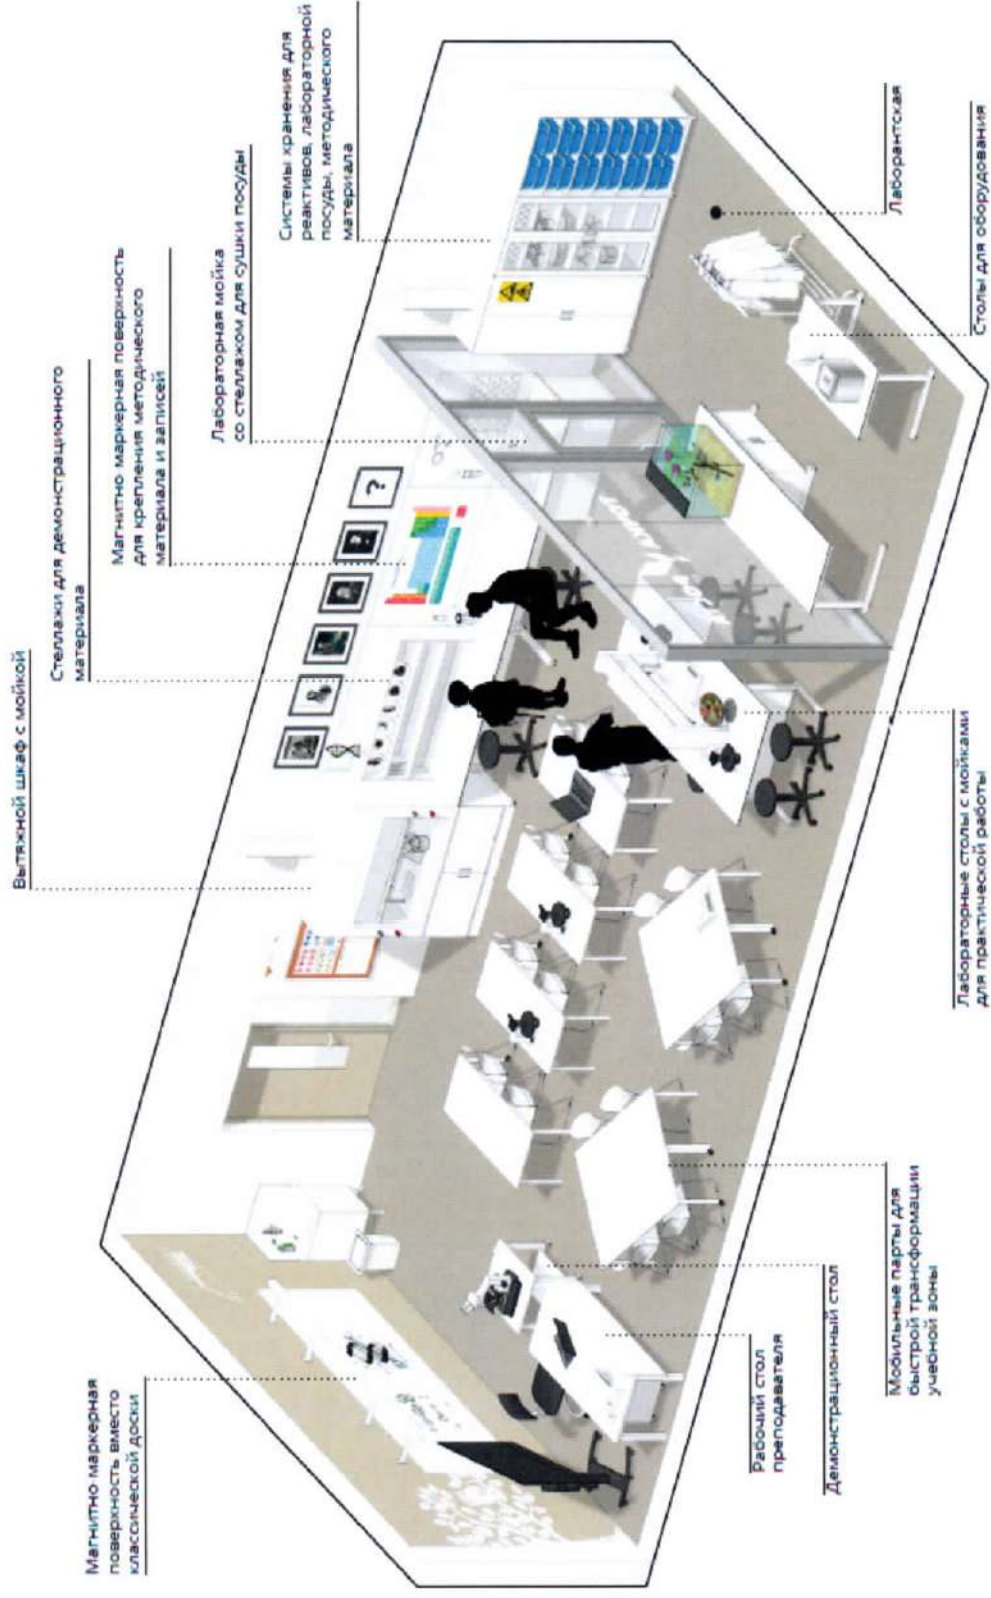 Магнитно маркерная
поверхность вместо
классической доски
Вытяжной шкаф с мойкой
Стеллажи для демонстрационного
материала
Магнитно маркерная поверхность
для крепления методического
материала и записей
Лабораторная мойка
со стеллажом для сушки посуды
Системы хранения для
реактивов, лабораторной
посуды, методического
материала
Рабочий стол
преподавателя
Демонстрационный стол
Мобильные парты для
быстрой трансформации
учебной зоны
Лабораторные столы с мойками
для практической работы
Лаборантская
Столы для оборудования
?